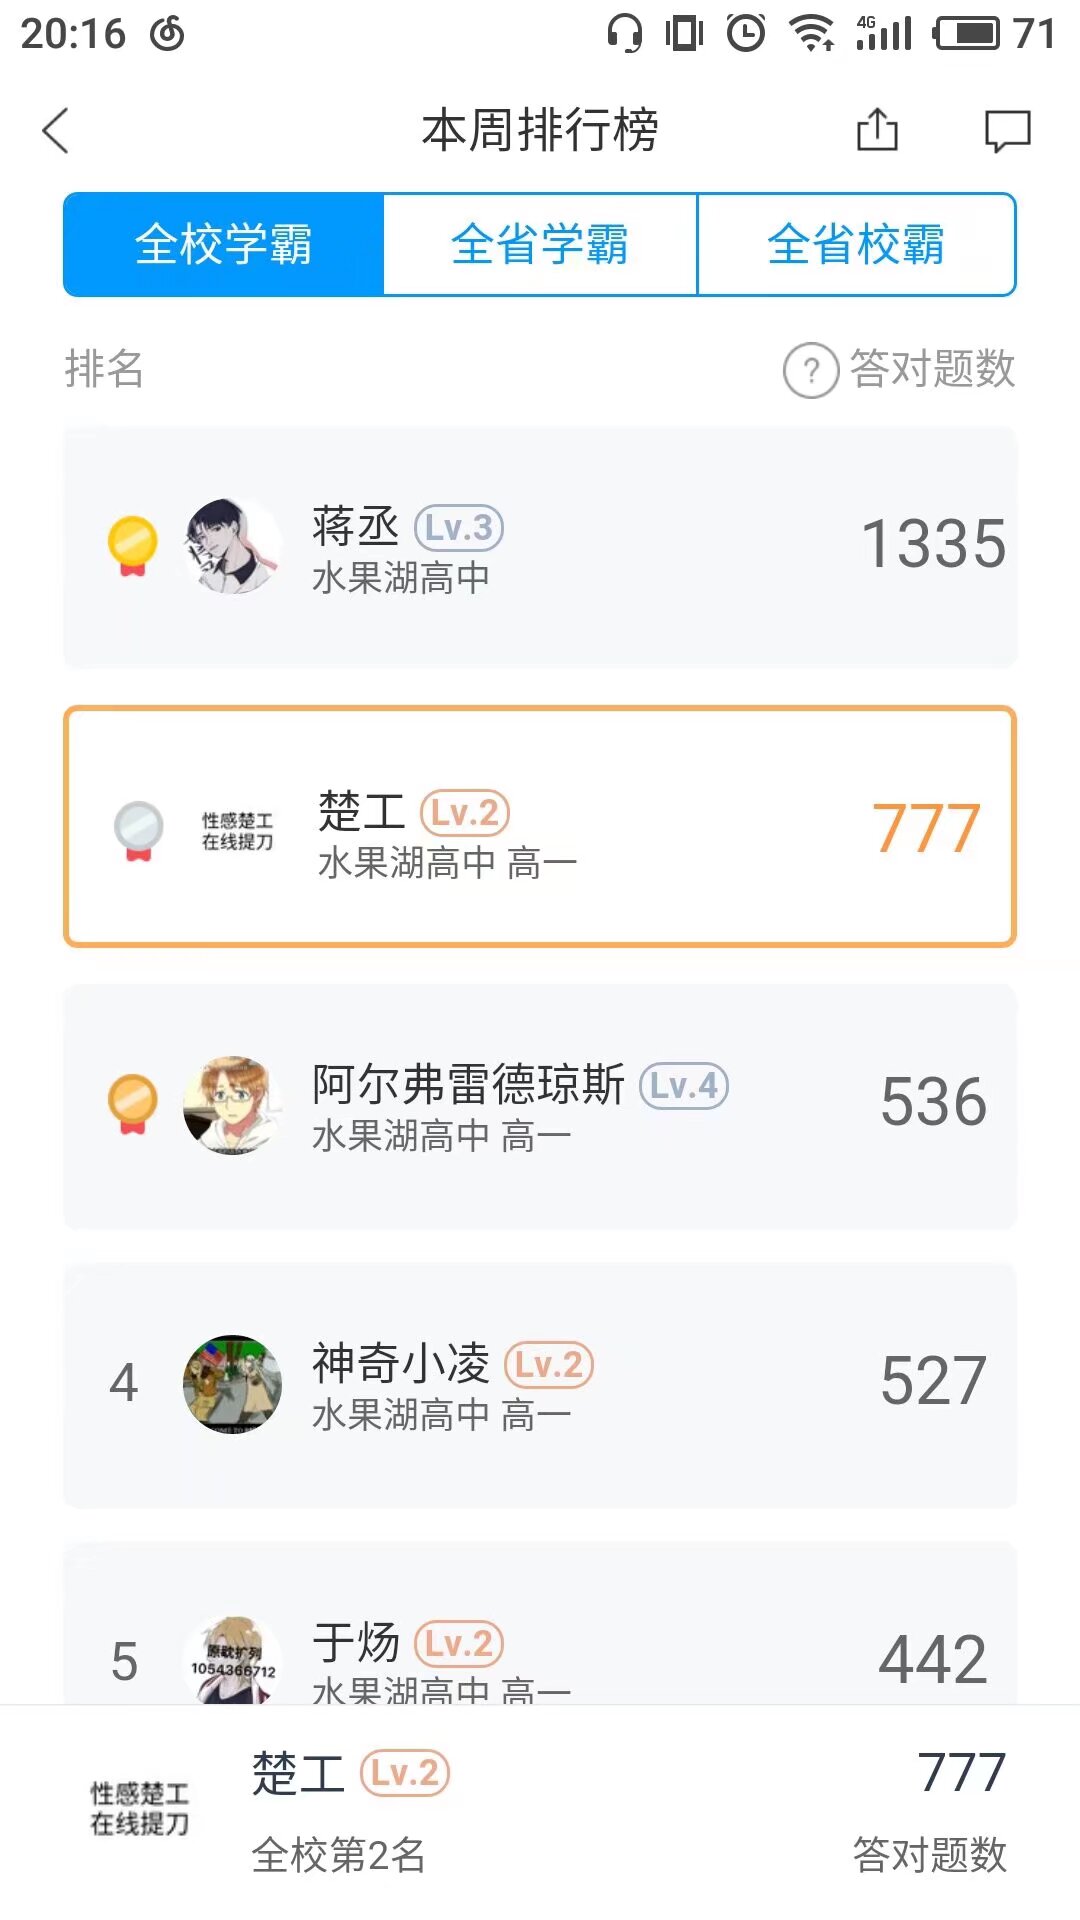 20:16
4G
71
本周排行榜
全校学霸 全省学霸 全省校霸
排名
? 答对题数
蒋丞 Lv.3
水果湖高中
1335
性感楚工
在线提刀
楚工 Lv.2
水果湖高中 高一
777
阿尔弗雷德琼斯 Lv.4
水果湖高中 高一
536
4
神奇小凌 Lv.2
水果湖高中 高一
527
5
原耽扩列
1054366712
于炀 Lv.2
水果湖高中 高一
442
性感楚工
在线提刀
楚工 Lv.2
全校第2名
777
答对题数